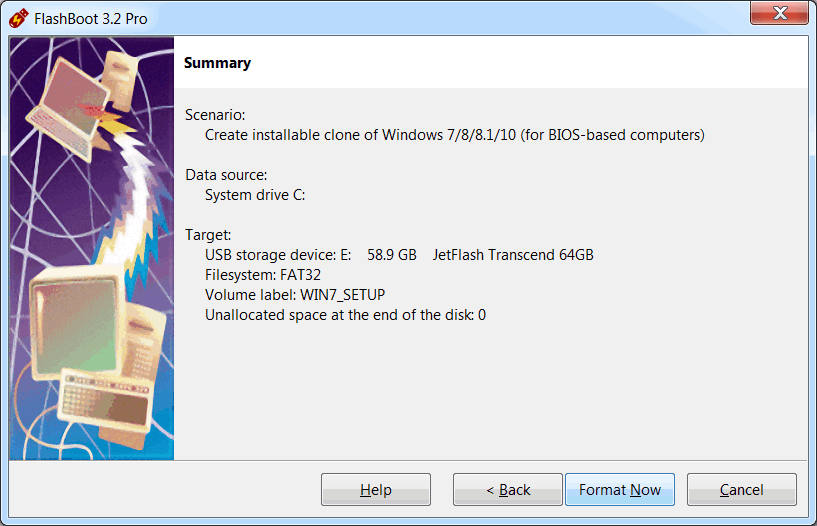 FlashBoot 3.2 Pro
Summary
Scenario:
Create installable clone of Windows 7/8/8.1/10 (for BIOS-based computers)
Data source:
System drive C:
Target:
USB storage device: E: 58.9 GB JetFlash Transcend 64GB
Filesystem: FAT32
Volume label: WIN7_SETUP
Unallocated space at the end of the disk: 0
Help < Back Format Now Cancel